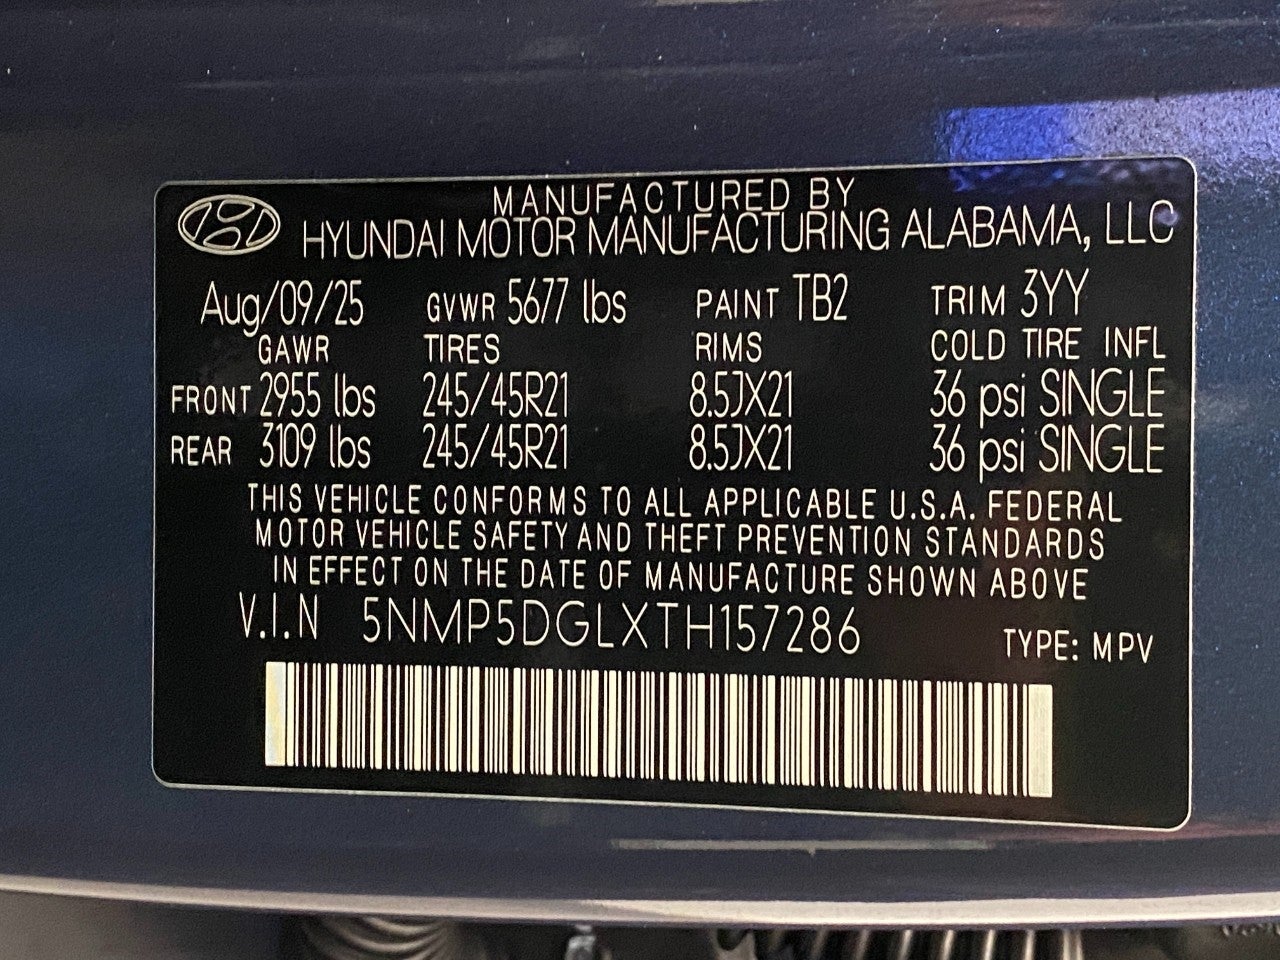 MANUFACTURED BY
HYUNDAI MOTOR MANUFACTURING ALABAMA, LLC
Aug/09/25 GVWR 5677 lbs PAINT TB2 TRIM 3YY
GAWR TIRES RIMS COLD TIRE INFL
FRONT 2955 lbs 245/45R21 8.5JX21 36 psi SINGLE
REAR 3109 lbs 245/45R21 8.5JX21 36 psi SINGLE
THIS VEHICLE CONFORMS TO ALL APPLICABLE U.S.A. FEDERAL
MOTOR VEHICLE SAFETY AND THEFT PREVENTION STANDARDS
IN EFFECT ON THE DATE OF MANUFACTURE SHOWN ABOVE
V.I.N 5NMP5DGLXTH157286 TYPE: MPV